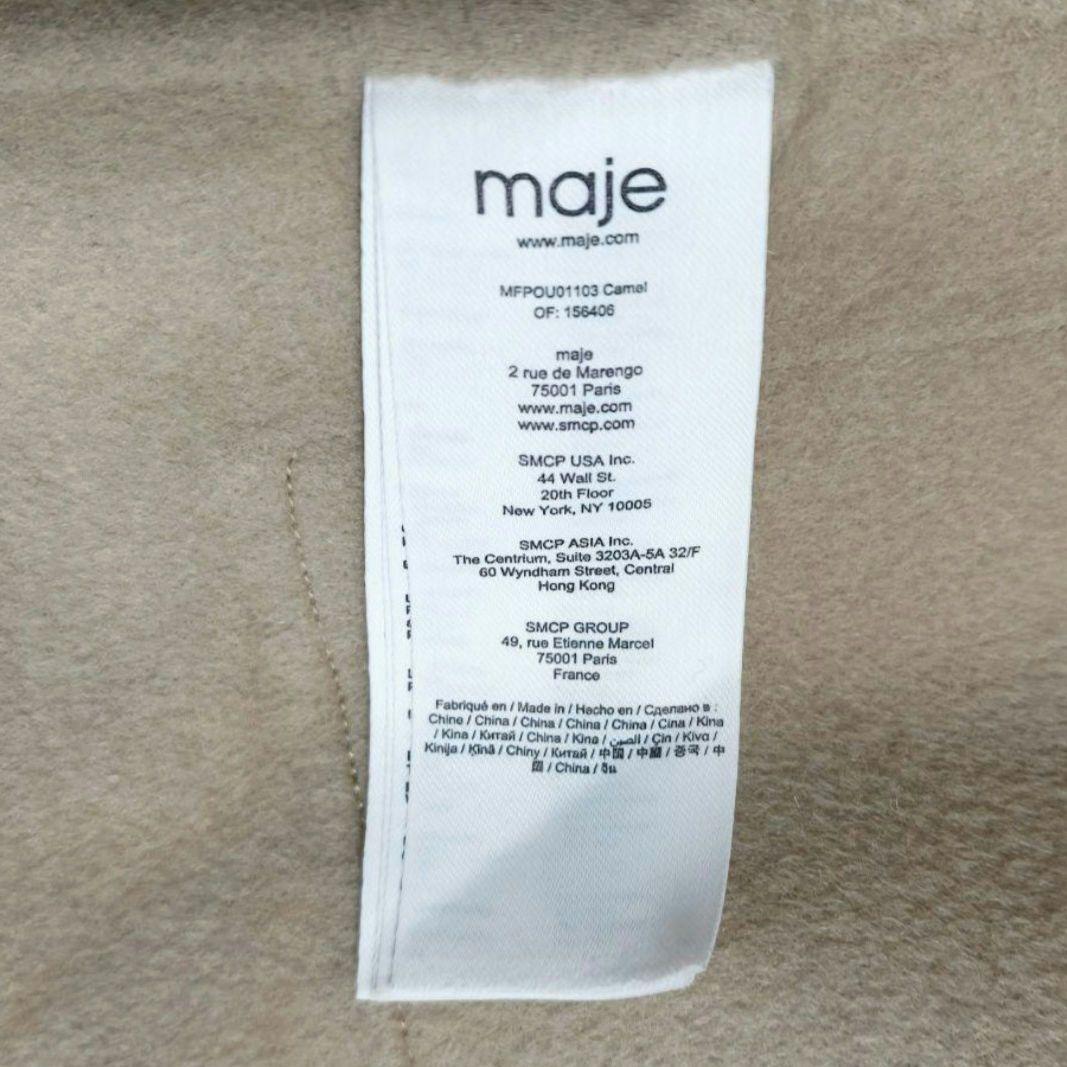 maje
www.maje.com
MFPOU01103 Camel
OF: 156406
maje
2 rue de Marengo
75001 Paris
www.maje.com
www.smcp.com
SMCP USA Inc.
44 Wall St.
20th Floor
New York, NY 10005
SMCP ASIA Inc.
The Centrium, Suite 3203A-5A 32/F
60 Wyndham Street, Central
Hong Kong
SMCP GROUP
49, rue Etienne Marcel
75001 Paris
France
Fabriqué en / Made in / Hecho en / Сделано в :
Chine / China / China / China / China / Cina / Kina
/ Kina / Китай / China / Kina / الصين / Çin / Kiva /
Kinija / Ķīnā / Chiny / Китай / 中国 / 中國 / 중국 / 中
国 / China / จีน